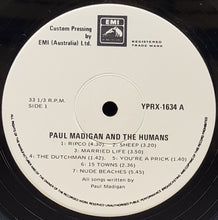 Custom Pressing
by
EMI (Australia) Ltd.
EMI
REGISTERED
TRADE MARK
33 1/3 R.P.M.
SIDE 1
YPRX-1634 A
PAUL MADIGAN AND THE HUMANS
1: RIPCO (4.30) 2: SHEEP (3.20)
3: MARRIED LIFE (4.30)
4: THE DUTCHMAN (1.42). 5: YOU'RE A PRICK (1.40)
6: 15 TOWNS (2.36)
7: NUDE BEACHES (5.45)
All songs written by
Paul Madigan